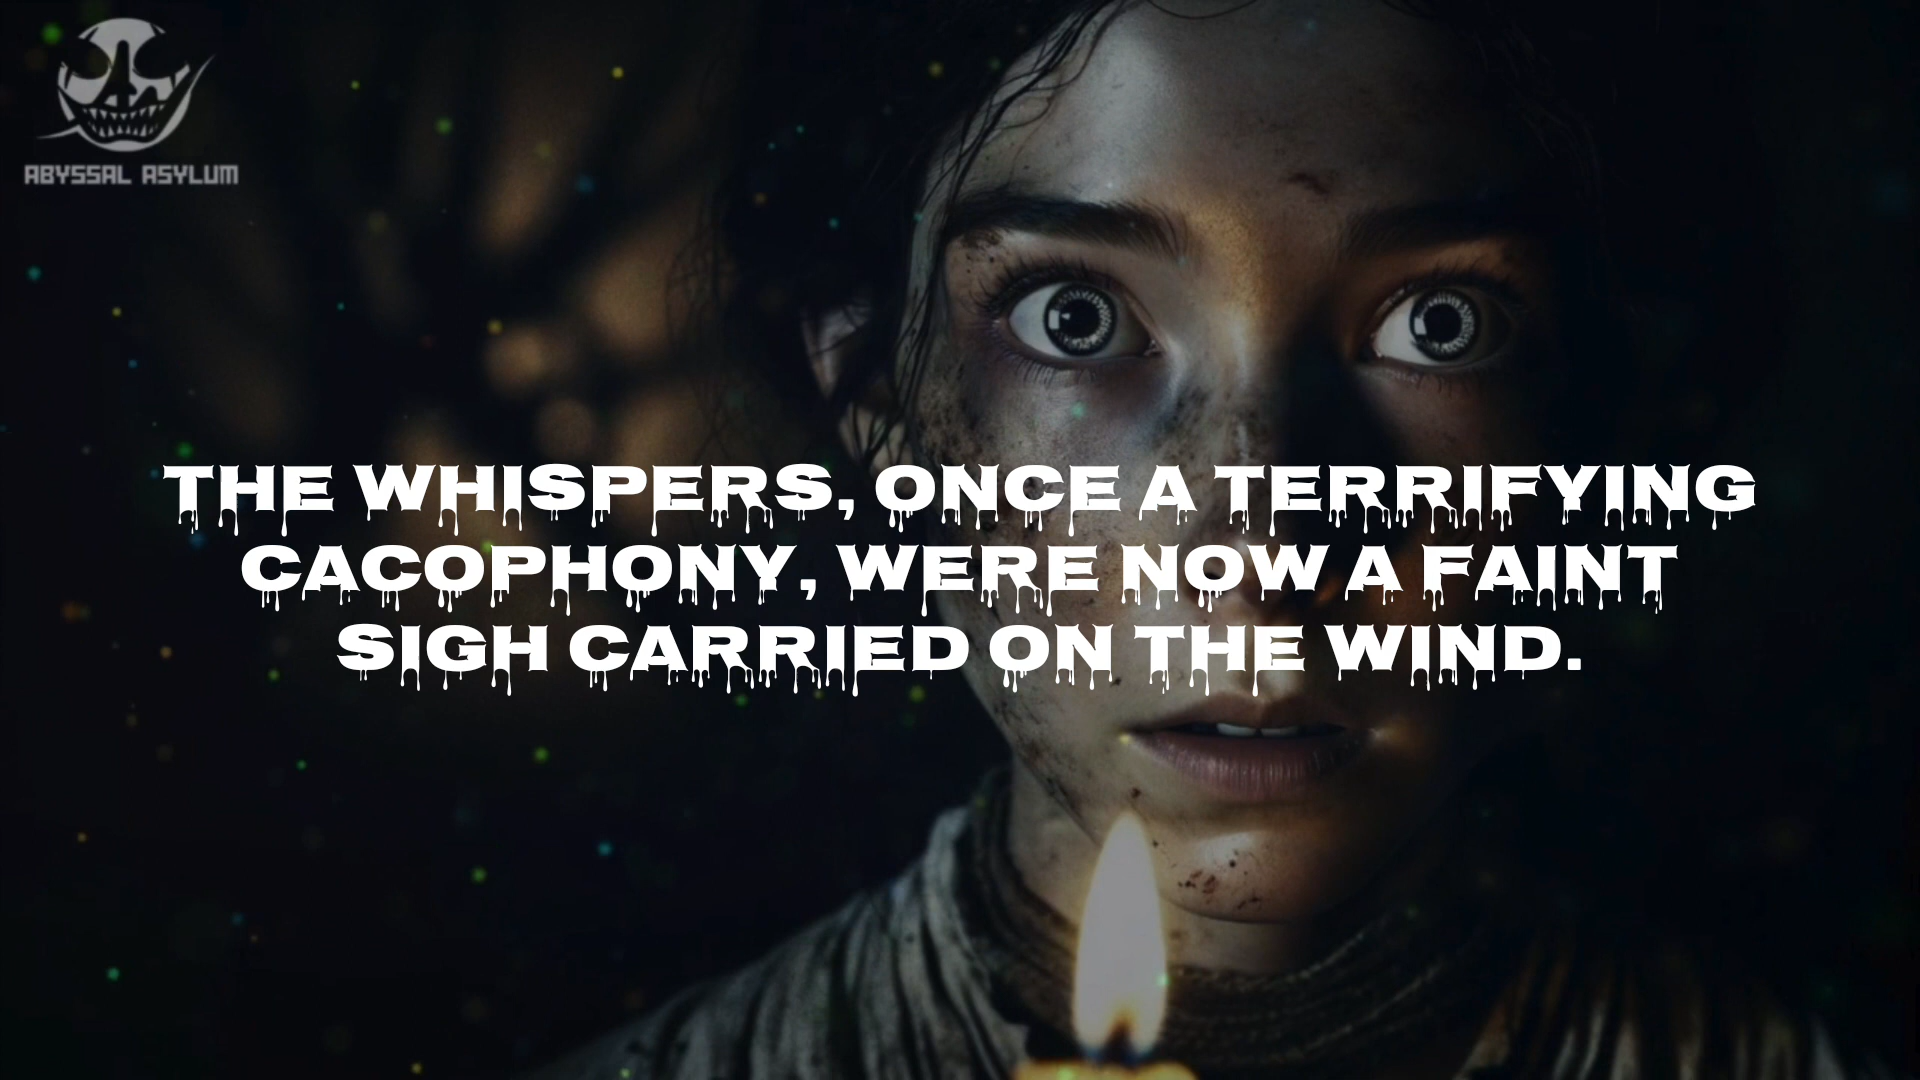 ABYSSAL ASYLUM
THE WHISPERS, ONCE A TERRIFYING
CACOPHONY, WERE NOW A FAINT
SIGH CARRIED ON THE WIND.